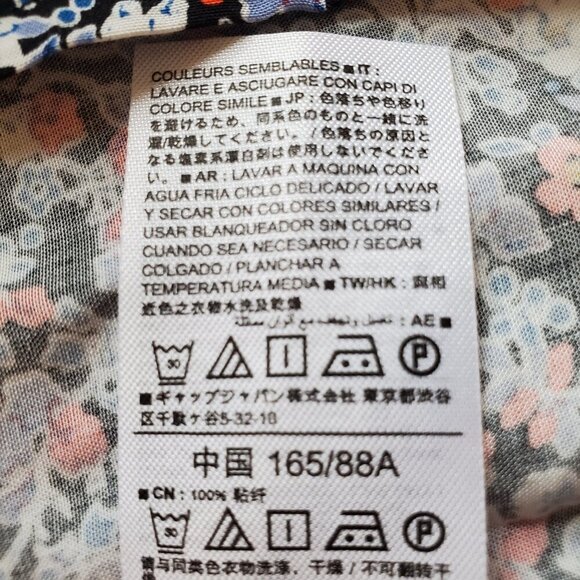 COULEURS SEMBLABLES ■ IT :
LAVARE E ASCIUGARE CON CAPI DI
COLORE SIMILE ■ JP : 色落ちや色移り
を避けるため、同系色のものと一緒に洗
濯/乾燥してください。/ 色落ちの原因と
なる塩素系漂白剤は使用しないでくださ
い。 ■ AR : LAVAR A MAQUINA CON
AGUA FRIA CICLO DELICADO / LAVAR
Y SECAR CON COLORES SIMILARES /
USAR BLANQUEADOR SIN CLORO
CUANDO SEA NECESARIO / SECAR
COLGADO / PLANCHAR A
TEMPERATURA MEDIA ■ TW/HK : 與相
近色之衣物水洗及乾燥
■ AE : تغسل وتجفف مع ألوان مماثلة
30 P
■ ギャップジャパン株式会社 東京都渋谷
区千駄ヶ谷5-32-10
中国 165/88A
■ CN : 100% 粘纤
30 P
请与同类色衣物洗涤、干燥 / 不可翻转干